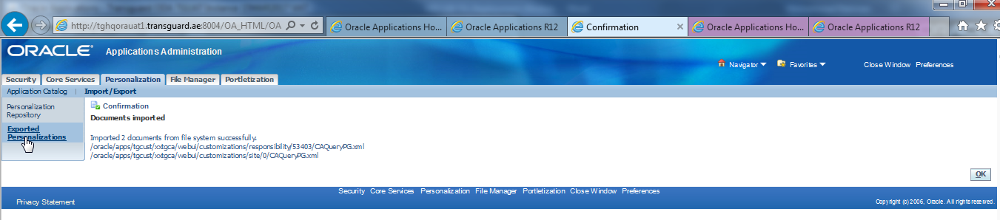 http://tghqorauat1.transguard.ae:8004/OA_HTML/OA
Oracle Applications Ho...
Oracle Applications R12
Confirmation
Oracle Applications Ho...
Oracle Applications R12
ORACLE Applications Administration
Navigator Favorites Close Window Preferences
Security Core Services Personalization File Manager Portletization
Application Catalog | Import/Export
Personalization
Repository
Exported
Personalizations
Confirmation
Documents imported
Imported 2 documents from file system successfully.
/oracle/apps/tgcust/xxtgca/webui/customizations/responsibility/53403/CAQueryPG.xml
/oracle/apps/tgcust/xxtgca/webui/customizations/site/0/CAQueryPG.xml
OK
Security Core Services Personalization File Manager Portletization Close Window Preferences
Privacy Statement
Copyright (c) 2006, Oracle. All rights reserved.